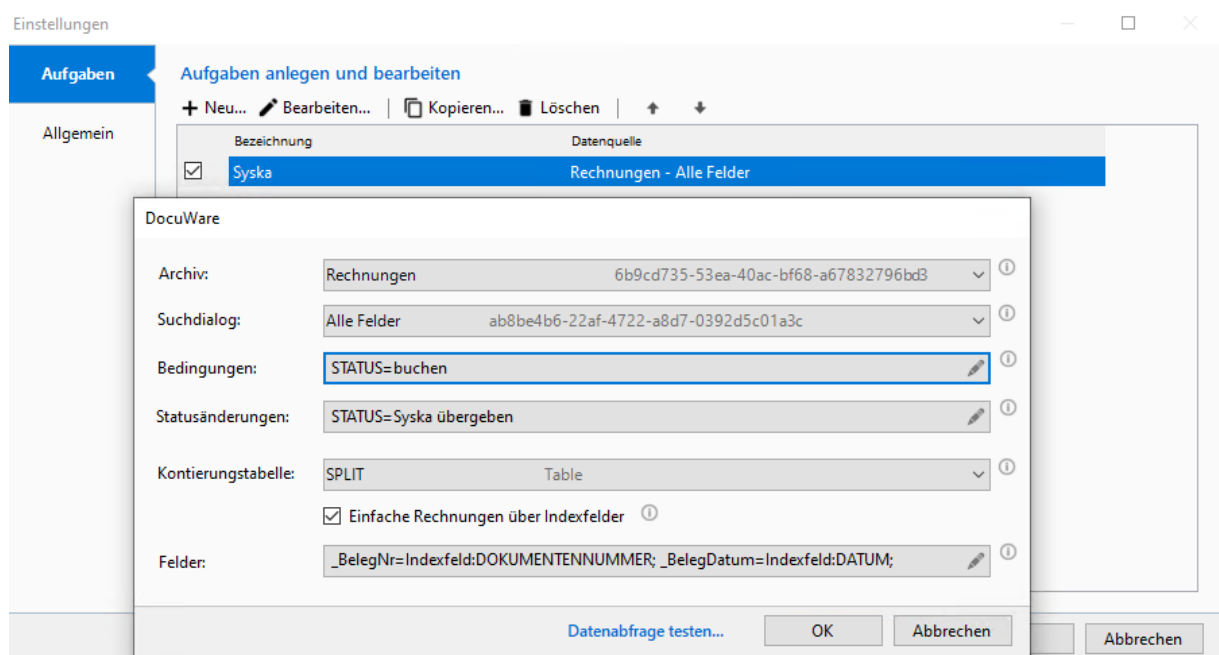 Einstellungen
Aufgaben
Aufgaben anlegen und bearbeiten
Neu... Bearbeiten... Kopieren... Löschen
Allgemein
Bezeichnung Datenquelle
Syska Rechnungen - Alle Felder
DocuWare
Archiv: Rechnungen 6b9cd735-53ea-40ac-bf68-a67832796bd3
Suchdialog: Alle Felder ab8be4b6-22af-4722-a8d7-0392d5c01a3c
Bedingungen: STATUS=buchen
Statusänderungen: STATUS=Syska übergeben
Kontierungstabelle: SPLIT Table
Einfache Rechnungen über Indexfelder
Felder: _BelegNr=Indexfeld:DOKUMENTENNUMMER; _BelegDatum=Indexfeld:DATUM;
Datenabfrage testen... OK Abbrechen
Abbrechen